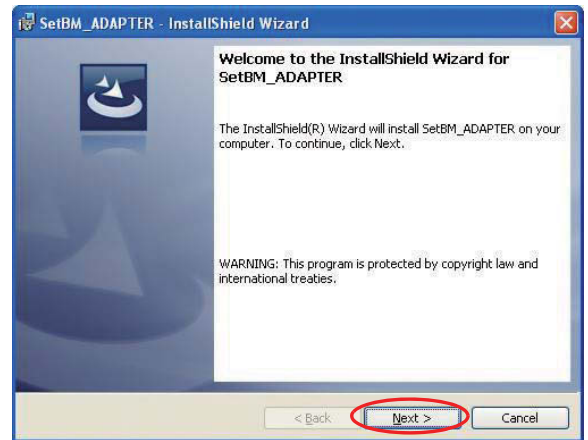 SetBM_ADAPTER - InstallShield Wizard
Welcome to the InstallShield Wizard for
SetBM_ADAPTER
The InstallShield(R) Wizard will install SetBM_ADAPTER on your
computer. To continue, click Next.
WARNING: This program is protected by copyright law and
international treaties.
< Back
Next >
Cancel